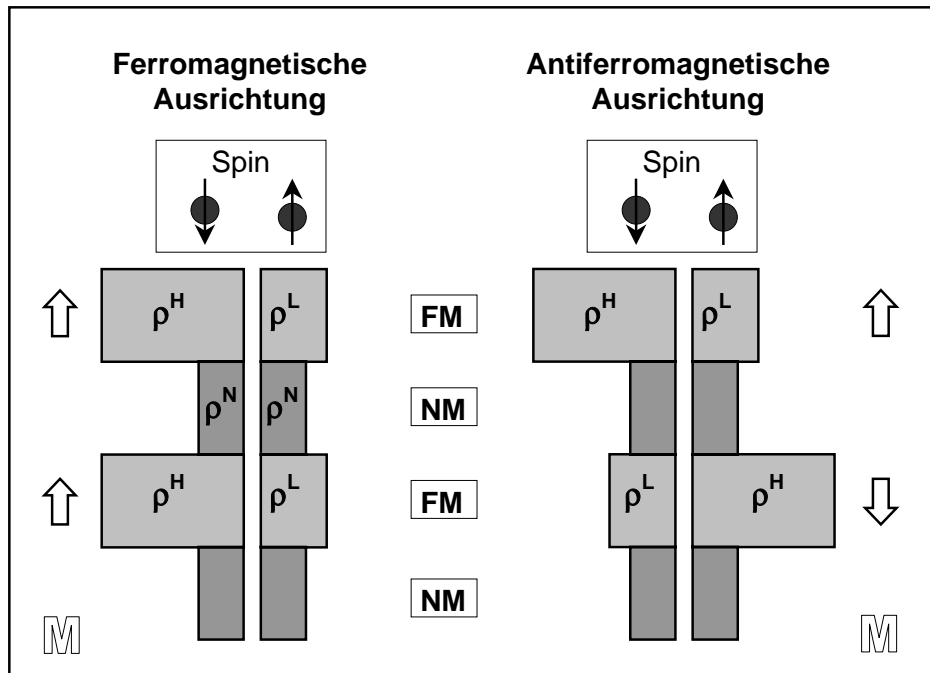 Ferromagnetische
Ausrichtung
Antiferromagnetische
Ausrichtung
Spin
Spin
ρᴴ ρᴸ FM ρᴴ ρᴸ
ρᴺ ρᴺ NM
ρᴴ ρᴸ FM ρᴸ ρᴴ
NM
M M